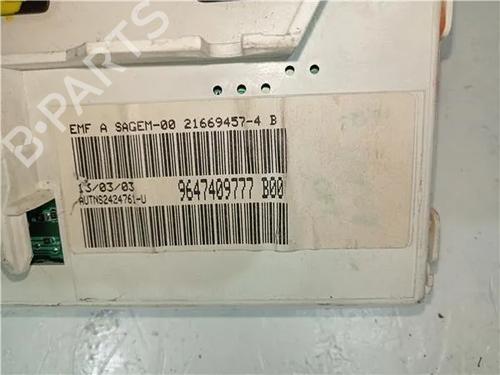 EMF A SAGEM-00 21669457-4 B
13/03/03
AUTNS2424761-U
9647409777 B00
B-PARTS